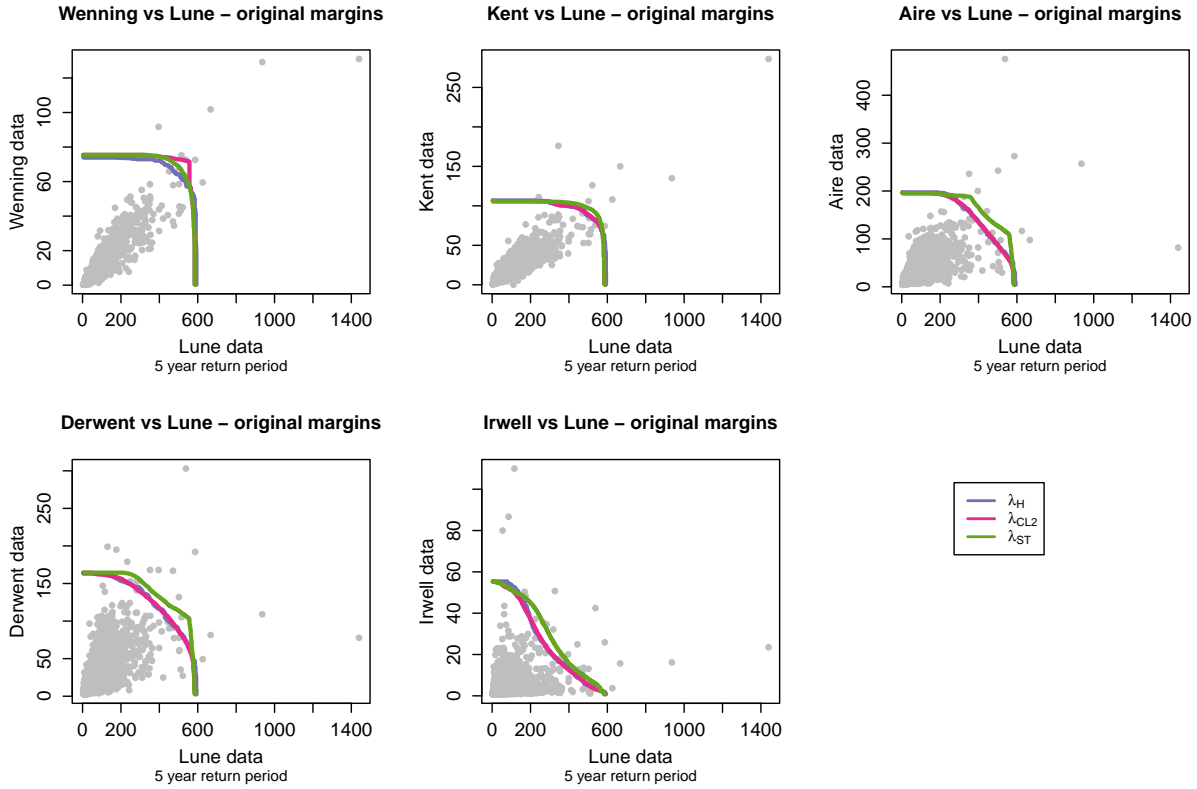 Wenning vs Lune – original margins
Wenning data
0 20 60 100
0 200 600 1000 1400
Lune data
5 year return period
Kent vs Lune – original margins
Kent data
0 50 150 250
0 200 600 1000 1400
Lune data
5 year return period
Aire vs Lune – original margins
Aire data
0 100 200 300 400
0 200 600 1000 1400
Lune data
5 year return period
Derwent vs Lune – original margins
Derwent data
0 50 150 250
0 200 600 1000 1400
Lune data
5 year return period
Irwell vs Lune – original margins
Irwell data
0 20 40 60 80
0 200 600 1000 1400
Lune data
5 year return period
λH
λCL2
λST